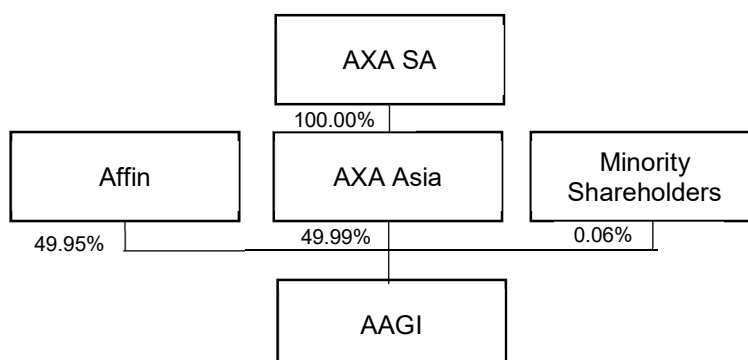 AXA SA
100.00%
Affin
AXA Asia
Minority
Shareholders
49.95%
49.99%
0.06%
AAGI